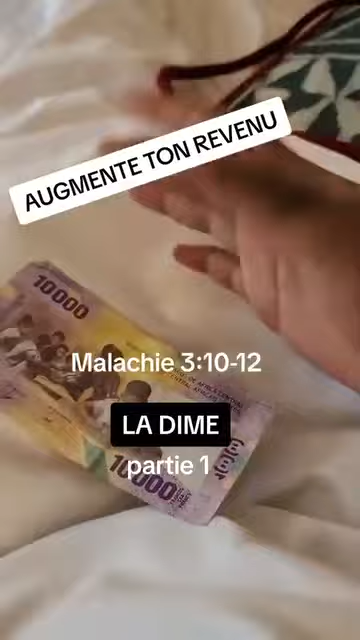 AUGMENTE TON REVENU
10000
Malachie 3:10-12
LA DIME
partie 1
10000